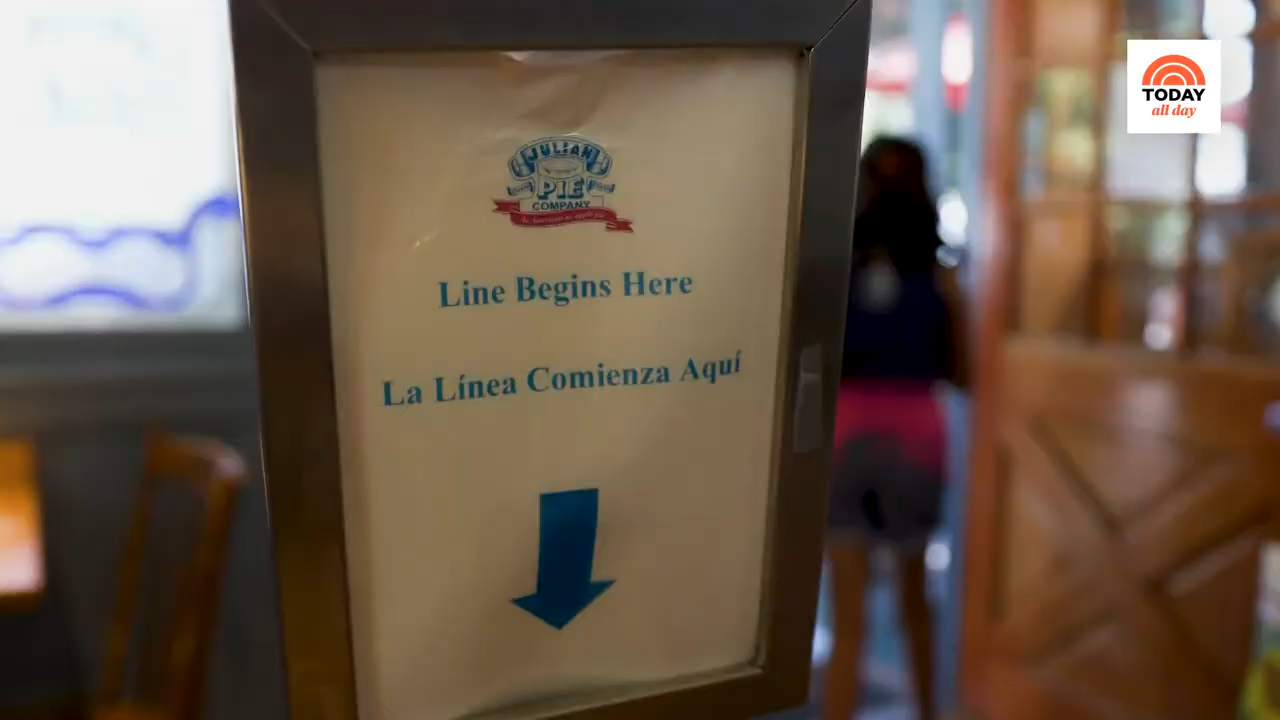 TODAY
all day
JULIAN
PIE
COMPANY
Line Begins Here
La Línea Comienza Aquí